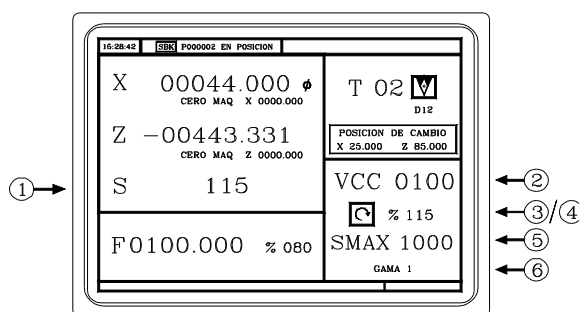 16:28:42 SBK P000002 EN POSICION
X 00044.000 ø
CERO MAQ X 0000.000
Z -00443.331
CERO MAQ Z 0000.000
S 115
F0100.000 % 080
T 02
D12
POSICION DE CAMBIO
X 25.000 Z 85.000
VCC 0100
% 115
SMAX 1000
GAMA 1
1
2
3/4
5
6